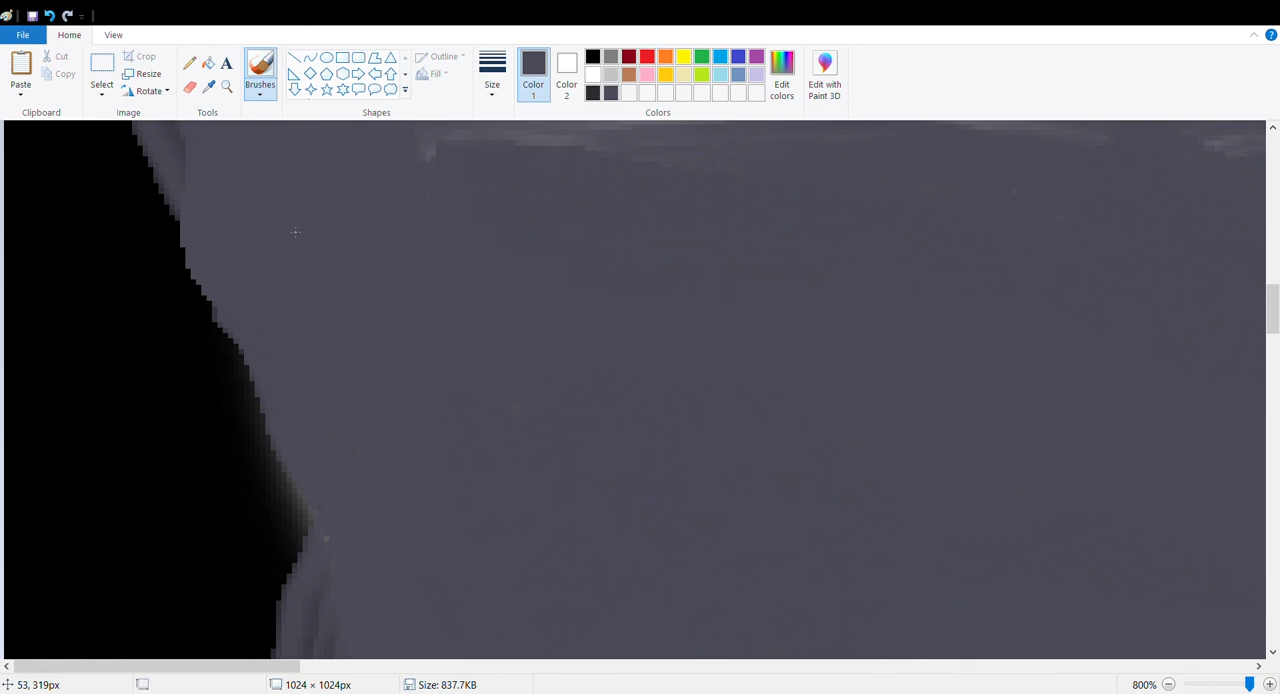 File Home View
Paste
Cut
Copy
Clipboard
Select
Crop
Resize
Rotate
Image
A
Tools
Brushes
Outline
Fill
Shapes
Size
Color
1
Color
2
Edit
colors
Colors
Edit with
Paint 3D
53, 319px
1024 × 1024px
Size: 837.7KB
800%